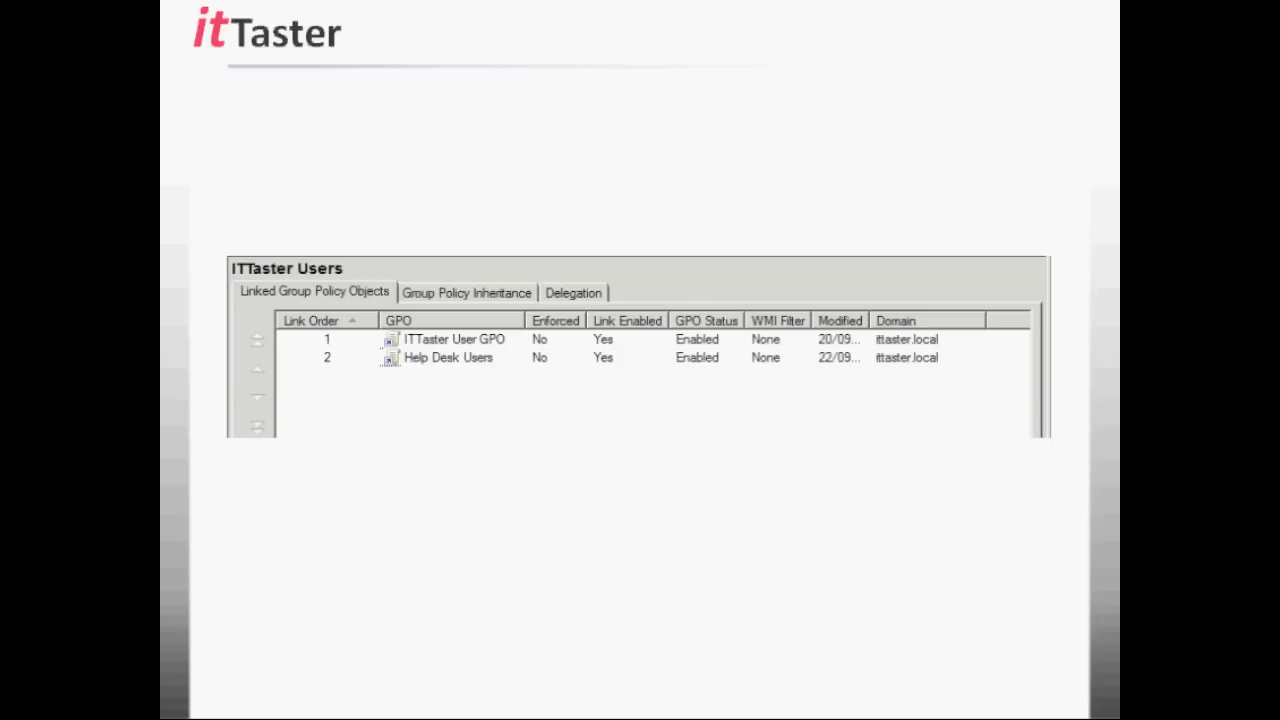 itTaster
ITTaster Users
Linked Group Policy Objects Group Policy Inheritance Delegation
Link Order GPO Enforced Link Enabled GPO Status WMI Filter Modified Domain
1 ITTaster User GPO No Yes Enabled None 20/09... ittaster.local
2 Help Desk Users No Yes Enabled None 22/09... ittaster.local